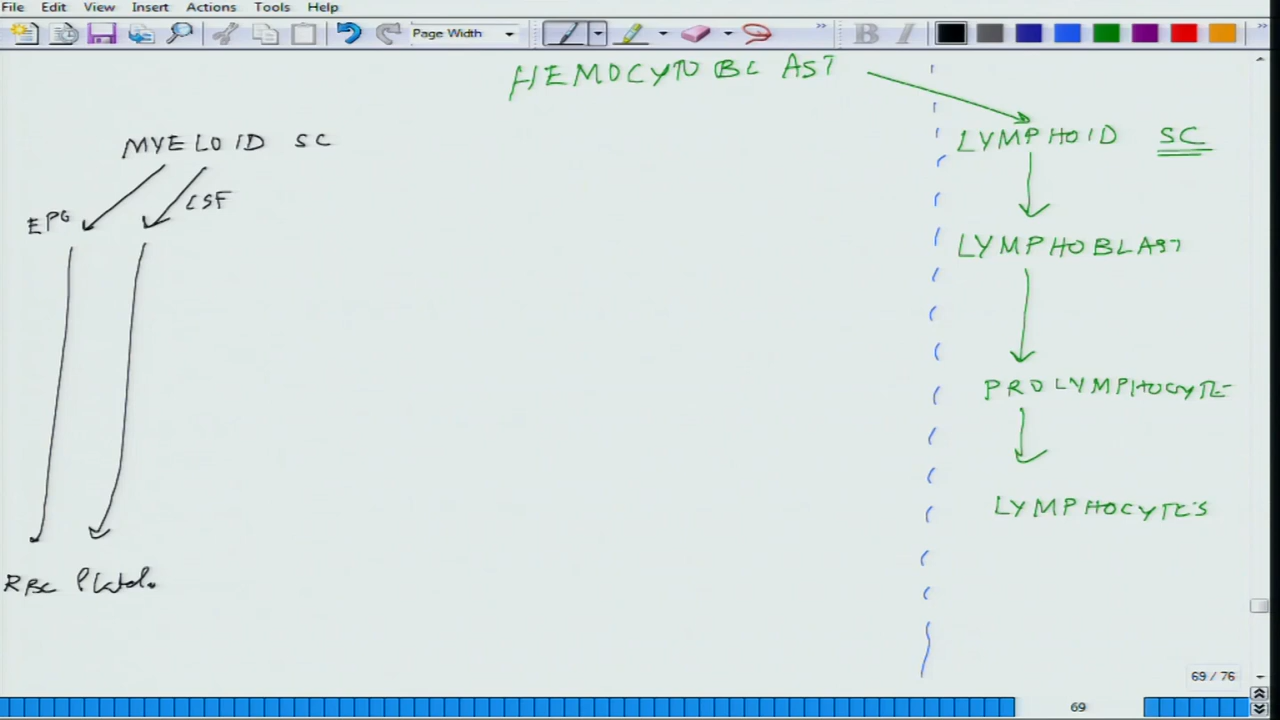 File Edit View Insert Actions Tools Help
Page Width
B I
HEMOCYTOBLAST
MYELOID SC
LYMPHOID SC
EPO
CSF
LYMPHOBLAST
PROLYMPHOCYTE
LYMPHOCYTES
RBC
69 / 76
69